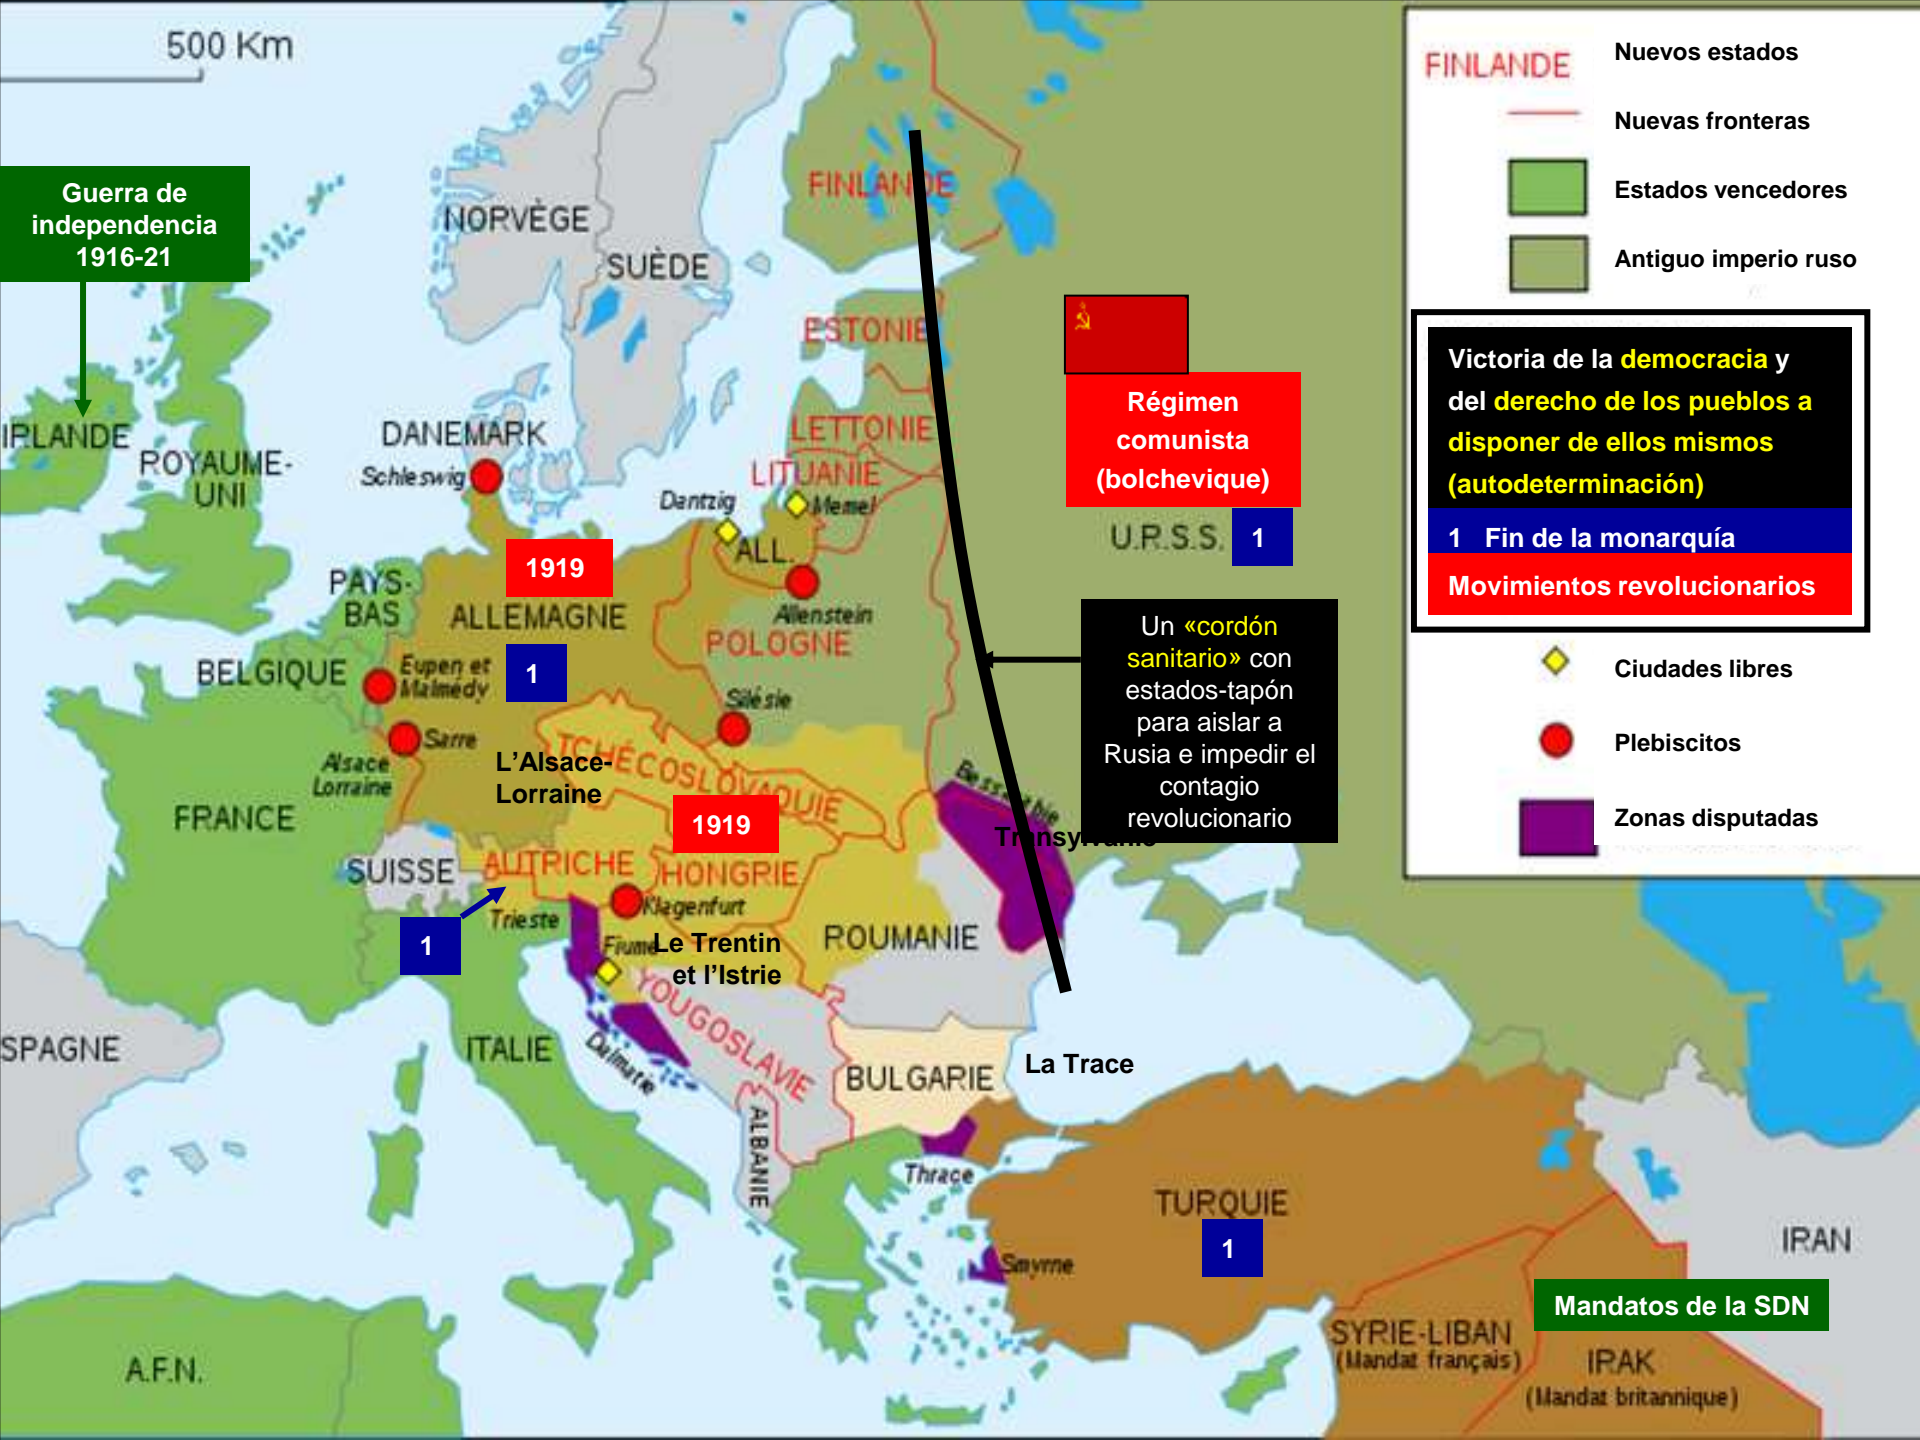 500 Km
Guerra de
independencia
1916-21
NORVÈGE
SUÈDE
FINLANDE
ESTONIE
LETTONIE
LITUANIE
IRLANDE
ROYAUME-
UNI
DANEMARK
Schleswig
Dantzig
Memel
ALL.
Allenstein
1919
PAYS-
BAS
ALLEMAGNE
POLOGNE
BELGIQUE
Eupen et
Malmédy
1
Silésie
Sarre
Alsace
Lorraine
L'Alsace-
Lorraine
TCHÉCOSLOVAQUIE
1919
FRANCE
SUISSE
AUTRICHE
HONGRIE
Klagenfurt
Trieste
1
Fiume
Le Trentin
et l'Istrie
ROUMANIE
Bessarabie
Transylvanie
YOUGOSLAVIE
SPAGNE
ITALIE
Dalmatie
BULGARIE
La Trace
ALBANIE
Thrace
TURQUIE
1
Smyrne
IRAN
A.F.N.
SYRIE-LIBAN
(Mandat français)
Mandatos de la SDN
IRAK
(Mandat britannique)
Régimen
comunista
(bolchevique)
U.R.S.S.
1
Un «cordón
sanitario» con
estados-tapón
para aislar a
Rusia e impedir el
contagio
revolucionario
FINLANDE
Nuevos estados
Nuevas fronteras
Estados vencedores
Antiguo imperio ruso
Victoria de la democracia y
del derecho de los pueblos a
disponer de ellos mismos
(autodeterminación)
1 Fin de la monarquía
Movimientos revolucionarios
Ciudades libres
Plebiscitos
Zonas disputadas